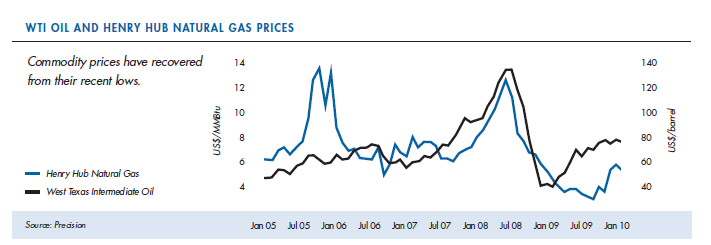 WTI OIL AND HENRY HUB NATURAL GAS PRICES
Commodity prices have recovered
from their recent lows.
Henry Hub Natural Gas
West Texas Intermediate Oil
US$/MMBtu
14
12
10
8
6
4
140
120
100
80
60
40
US$/barrel
Source: Precision
Jan 05 Jul 05 Jan 06 Jul 06 Jan 07 Jul 07 Jan 08 Jul 08 Jan 09 Jul 09 Jan 10